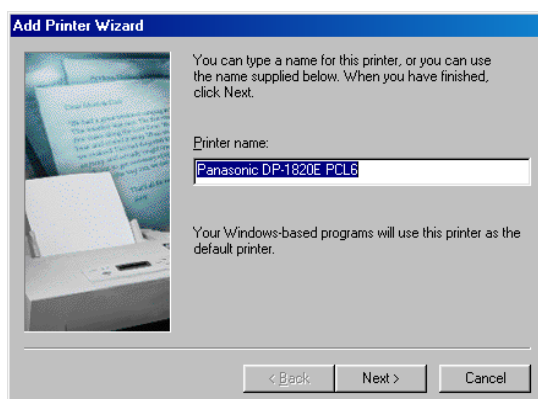 Add Printer Wizard
You can type a name for this printer, or you can use
the name supplied below. When you have finished,
click Next.
Printer name:
Panasonic DP-1820E PCL6
Your Windows-based programs will use this printer as the
default printer.
< Back
Next >
Cancel